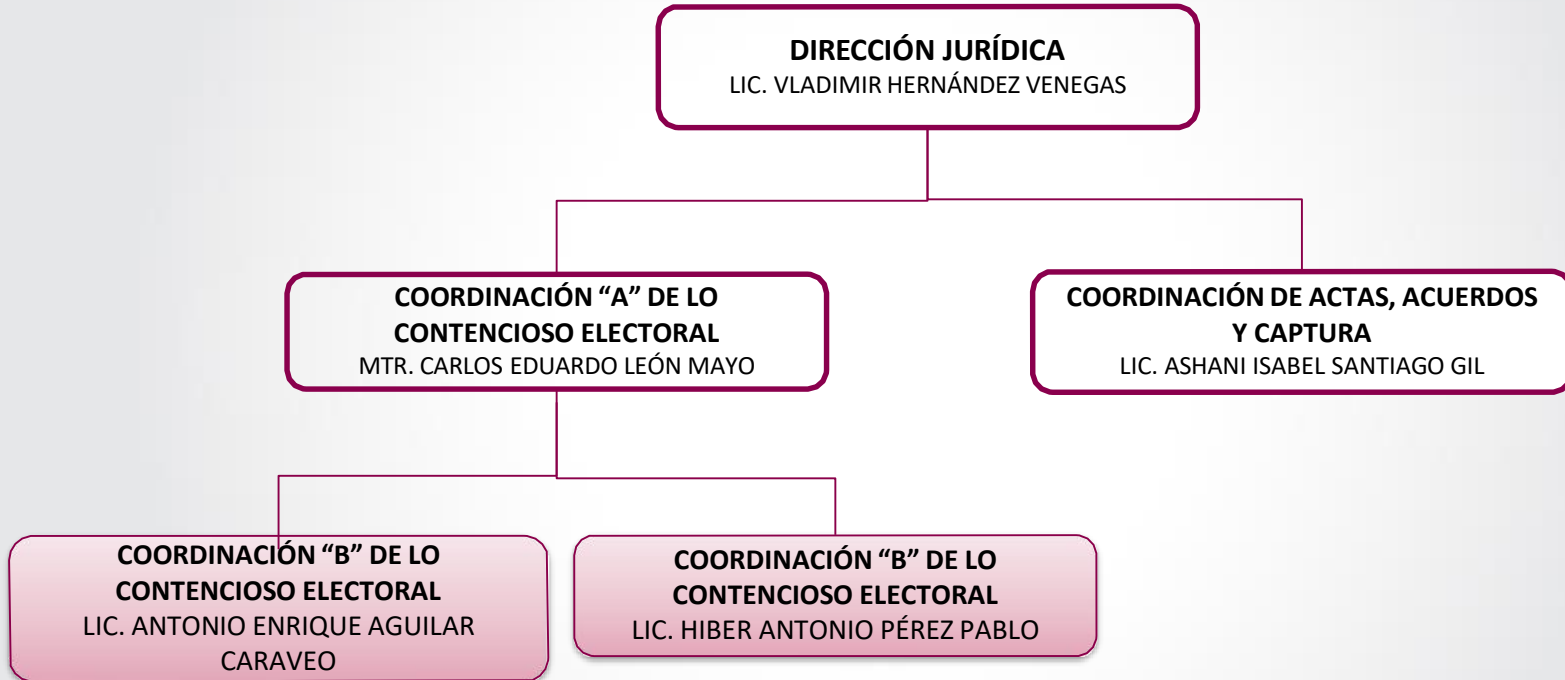 DIRECCIÓN JURÍDICA
LIC. VLADIMIR HERNÁNDEZ VENEGAS
COORDINACIÓN “A” DE LO
CONTENCIOSO ELECTORAL
MTR. CARLOS EDUARDO LEÓN MAYO
COORDINACIÓN DE ACTAS, ACUERDOS
Y CAPTURA
LIC. ASHANI ISABEL SANTIAGO GIL
COORDINACIÓN “B” DE LO
CONTENCIOSO ELECTORAL
LIC. ANTONIO ENRIQUE AGUILAR
CARAVEO
COORDINACIÓN “B” DE LO
CONTENCIOSO ELECTORAL
LIC. HIBER ANTONIO PÉREZ PABLO